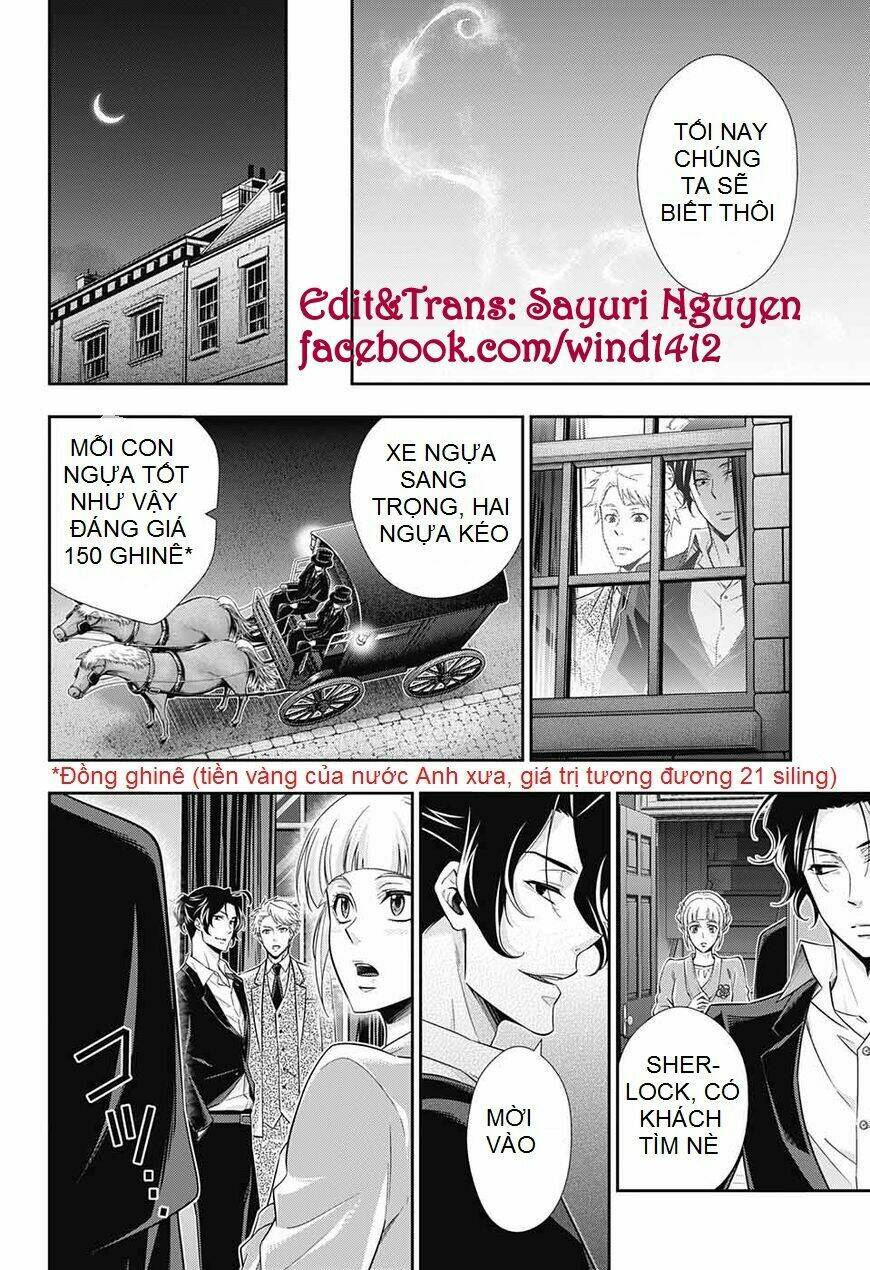 TỐI NAY
CHÚNG
TA SẼ
BIẾT THÔI
Edit&Trans: Sayuri Nguyen
facebook.com/wind1412
XE NGỰA
SANG
TRỌNG, HAI
NGỰA KÉO
MỖI CON
NGỰA TỐT
NHƯ VẬY
ĐÁNG GIÁ
150 GHINÊ*
*Đồng ghinê (tiền vàng của nước Anh xưa, giá trị tương đương 21 siling)
SHER-
LOCK, CÓ
KHÁCH
TÌM NÈ
MỜI
VÀO
コツ